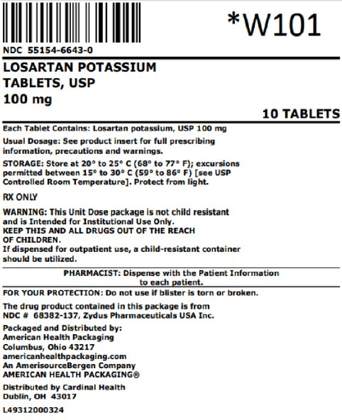 *W101
NDC 55154-6643-0
LOSARTAN POTASSIUM
TABLETS, USP
100 mg
10 TABLETS
Each Tablet Contains: Losartan potassium, USP 100 mg
Usual Dosage: See product insert for full prescribing
information, precautions and warnings.
STORAGE: Store at 20° to 25° C (68° to 77° F); excursions
permitted between 15° to 30° C (59° to 86° F) [see USP
Controlled Room Temperature]. Protect from light.
RX ONLY
WARNING: This Unit Dose package is not child resistant
and is Intended for Institutional Use Only.
KEEP THIS AND ALL DRUGS OUT OF THE REACH
OF CHILDREN.
If dispensed for outpatient use, a child-resistant container
should be utilized.
PHARMACIST: Dispense with the Patient Information
to each patient.
FOR YOUR PROTECTION: Do not use if blister is torn or broken.
The drug product contained in this package is from
NDC # 68382-137, Zydus Pharmaceuticals USA Inc.
Packaged and Distributed by:
American Health Packaging
Columbus, Ohio 43217
americanhealthpackaging.com
An AmerisourceBergen Company
AMERICAN HEALTH PACKAGING®
Distributed by Cardinal Health
Dublin, OH  43017
L49312000324